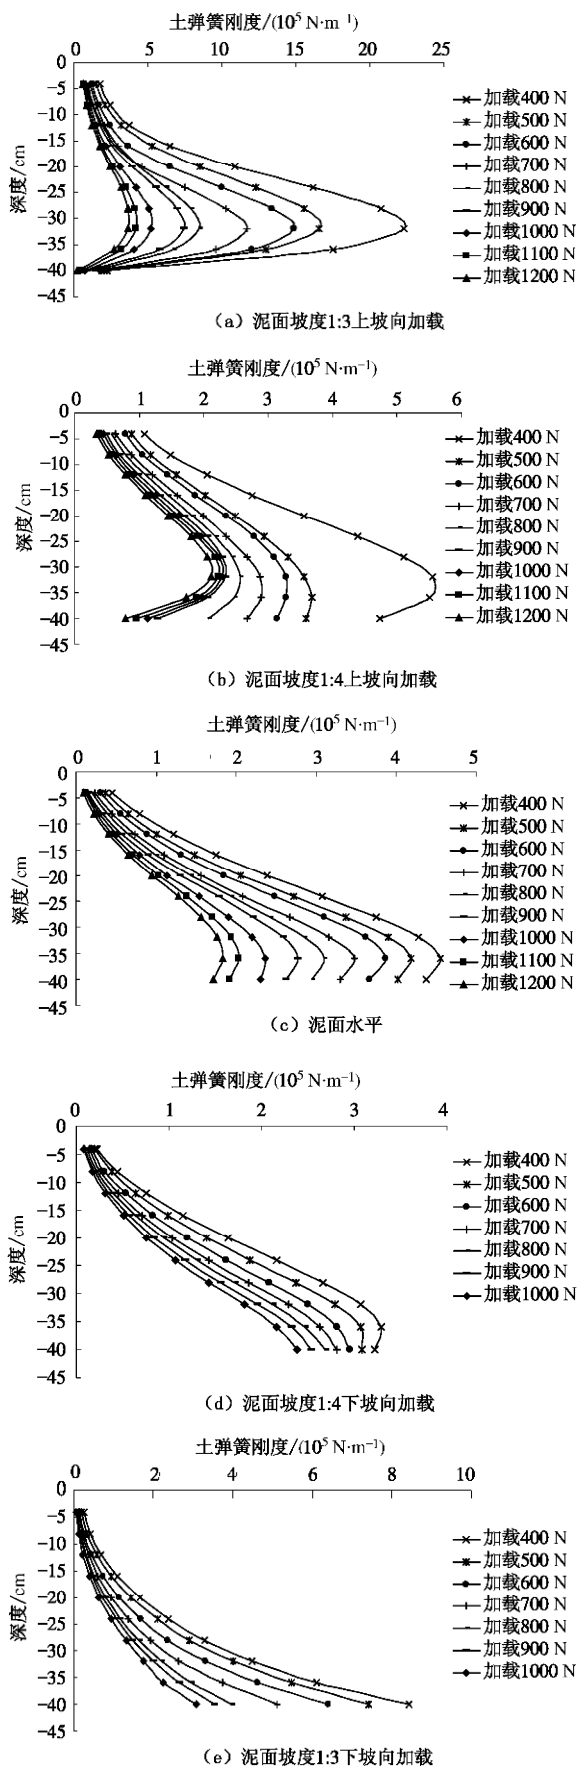 土弹簧刚度/(10⁵ N·m⁻¹)
0 5 10 15 20 25
0
−5
−10
−15
−20
−25
−30
−35
−40
−45
深度/cm
加载400 N
加载500 N
加载600 N
加载700 N
加载800 N
加载900 N
加载1000 N
加载1100 N
加载1200 N
（a）泥面坡度1:3上坡向加载
土弹簧刚度/(10⁵ N·m⁻¹)
0 1 2 3 4 5 6
0
−5
−10
−15
−20
−25
−30
−35
−40
−45
深度/cm
加载400 N
加载500 N
加载600 N
加载700 N
加载800 N
加载900 N
加载1000 N
加载1100 N
加载1200 N
（b）泥面坡度1:4上坡向加载
土弹簧刚度/(10⁵ N·m⁻¹)
0 1 2 3 4 5
0
−5
−10
−15
−20
−25
−30
−35
−40
−45
深度/cm
加载400 N
加载500 N
加载600 N
加载700 N
加载800 N
加载900 N
加载1000 N
加载1100 N
加载1200 N
（c）泥面水平
土弹簧刚度/(10⁵ N·m⁻¹)
0 1 2 3 4
0
−5
−10
−15
−20
−25
−30
−35
−40
−45
深度/cm
加载400 N
加载500 N
加载600 N
加载700 N
加载800 N
加载900 N
加载1000 N
（d）泥面坡度1:4下坡向加载
土弹簧刚度/(10⁵ N·m⁻¹)
0 2 4 6 8 10
0
−5
−10
−15
−20
−25
−30
−35
−40
−45
深度/cm
加载400 N
加载500 N
加载600 N
加载700 N
加载800 N
加载900 N
加载1000 N
（e）泥面坡度1:3下坡向加载